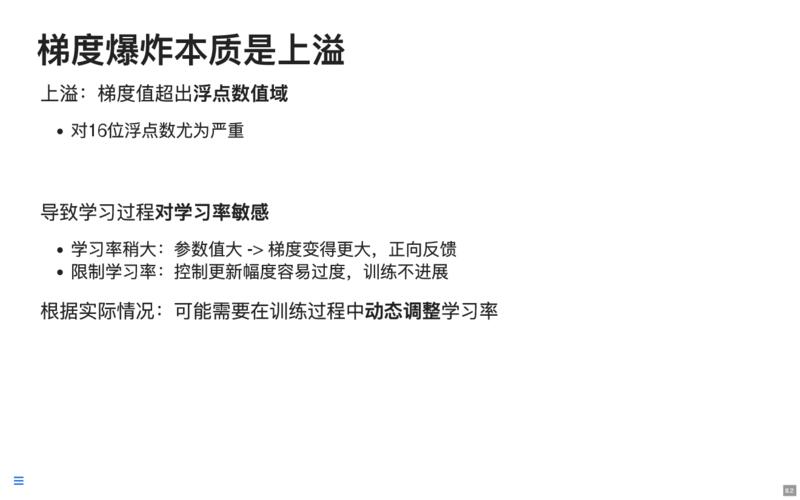 梯度爆炸本质是上溢
上溢：梯度值超出浮点数值域
对16位浮点数尤为严重
导致学习过程对学习率敏感
学习率稍大：参数值大 -> 梯度变得更大，正向反馈
限制学习率：控制更新幅度容易过度，训练不进展
根据实际情况：可能需要在训练过程中动态调整学习率
8.2